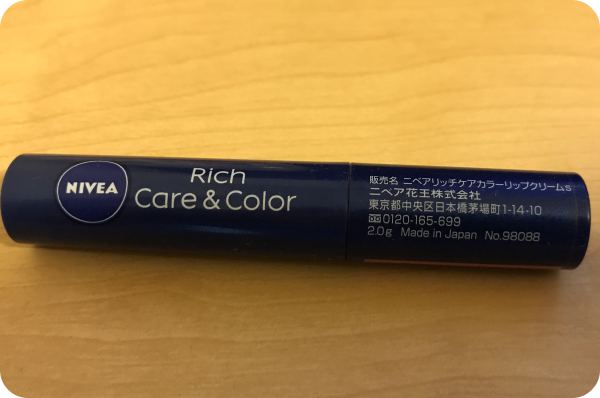 NIVEA
Rich
Care & Color
販売名 ニベアリッチケアカラーリップクリームs
ニベア花王株式会社
東京都中央区日本橋茅場町1-14-10
0120-165-699
2.0g Made in Japan No.98088